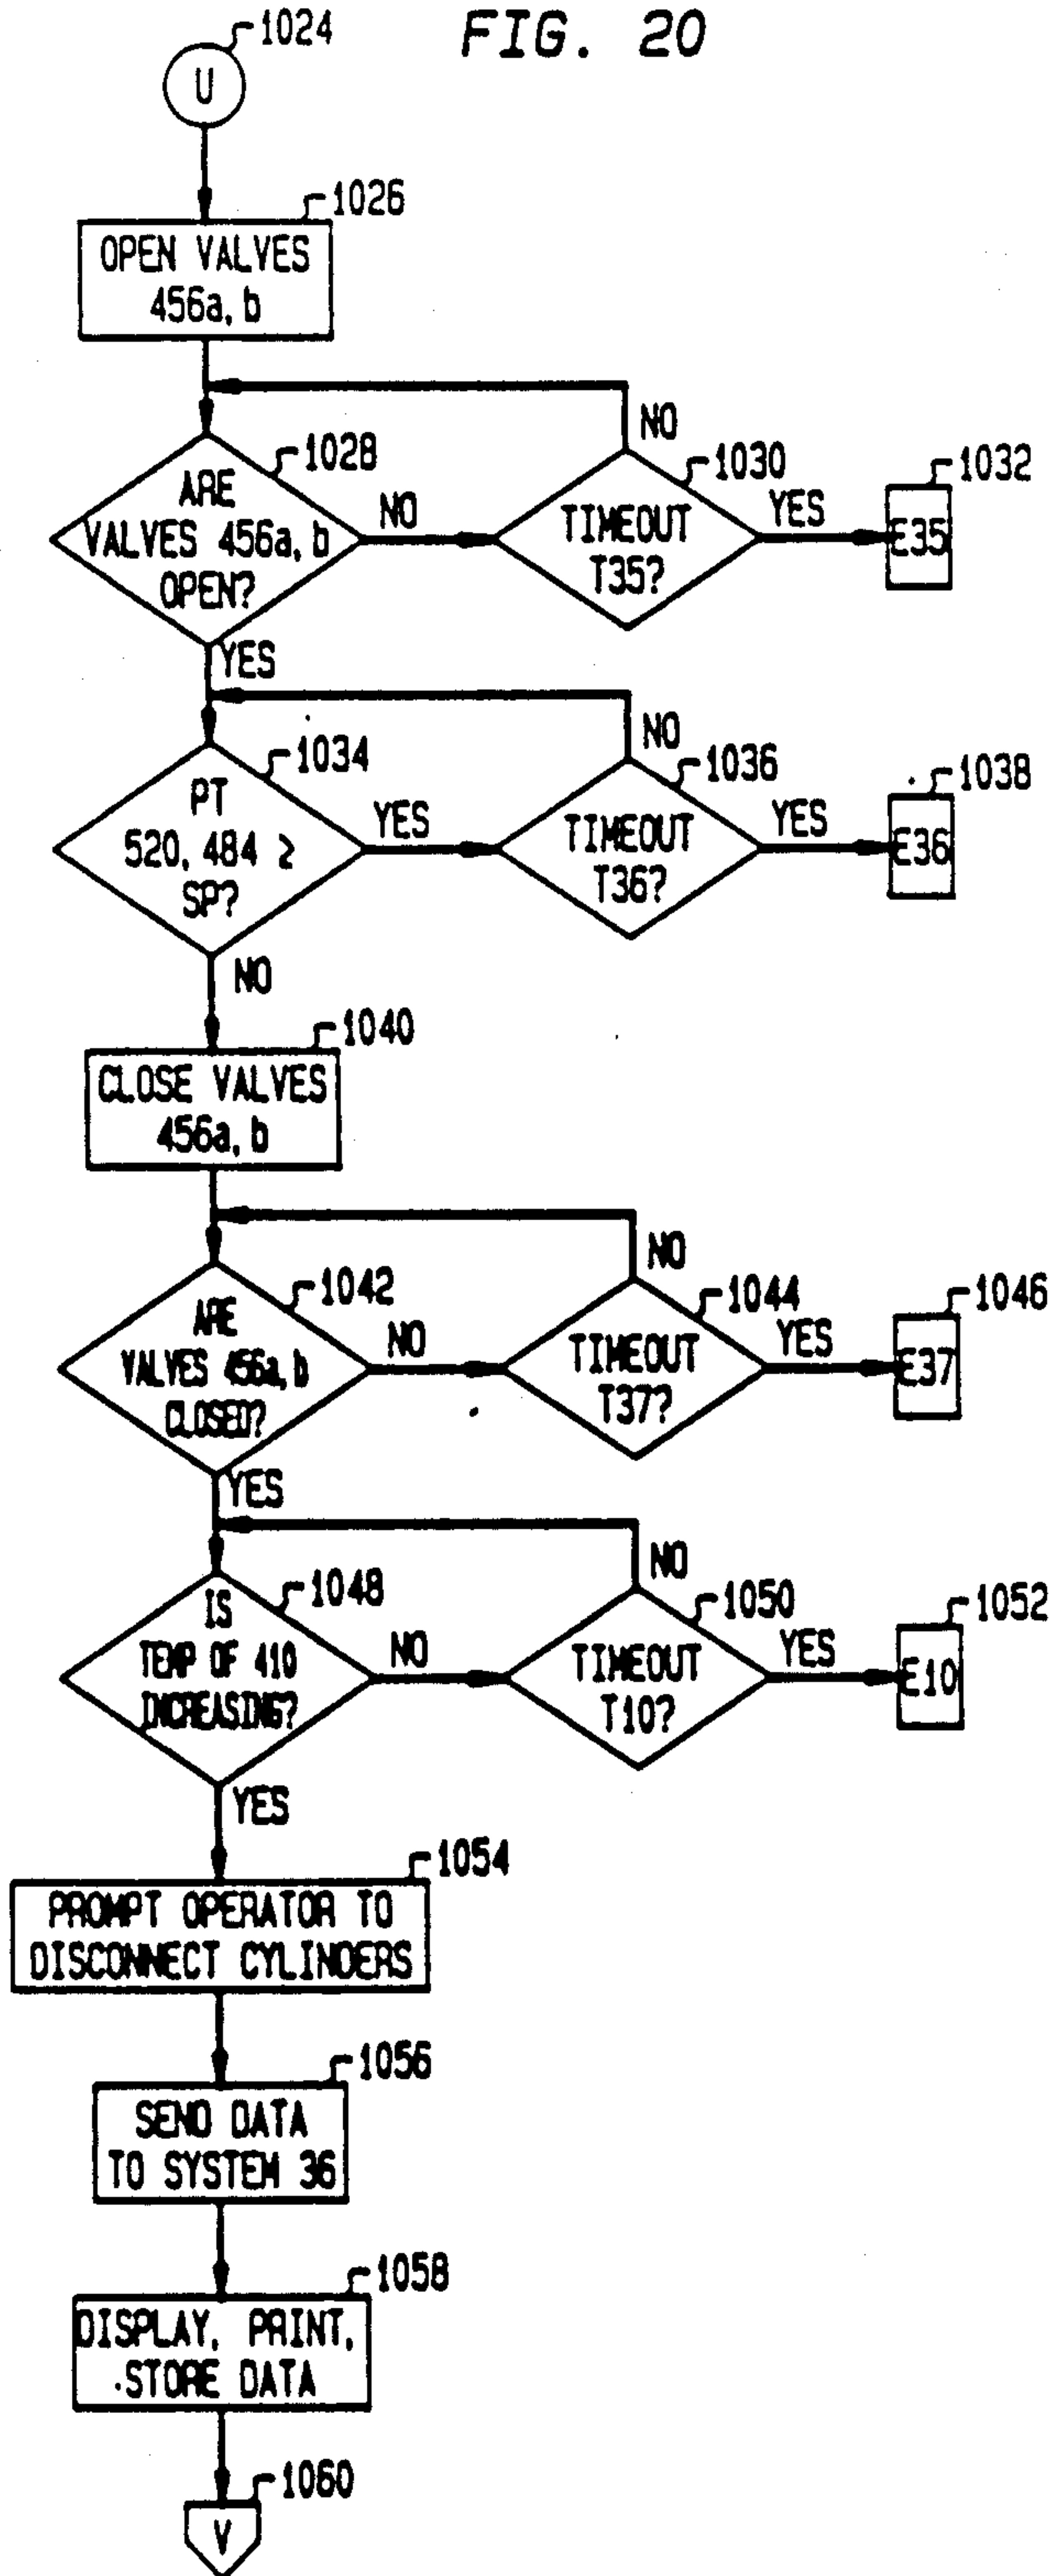 FIG. 20
1024
U
1026
OPEN VALVES
456a, b
1028
ARE
VALVES 456a, b
OPEN?
NO
YES
1030
TIMEOUT
T35?
NO
YES
1032
E35
1034
PT
520, 484 ≥
SP?
YES
NO
1036
TIMEOUT
T36?
NO
YES
1038
E36
1040
CLOSE VALVES
456a, b
1042
ARE
VALVES 456a, b
CLOSED?
NO
YES
1044
TIMEOUT
T37?
NO
YES
1046
E37
1048
IS
TEMP OF 410
INCREASING?
NO
YES
1050
TIMEOUT
T10?
NO
YES
1052
E10
1054
PROMPT OPERATOR TO
DISCONNECT CYLINDERS
1056
SEND DATA
TO SYSTEM 36
1058
DISPLAY, PRINT,
STORE DATA
1060
V